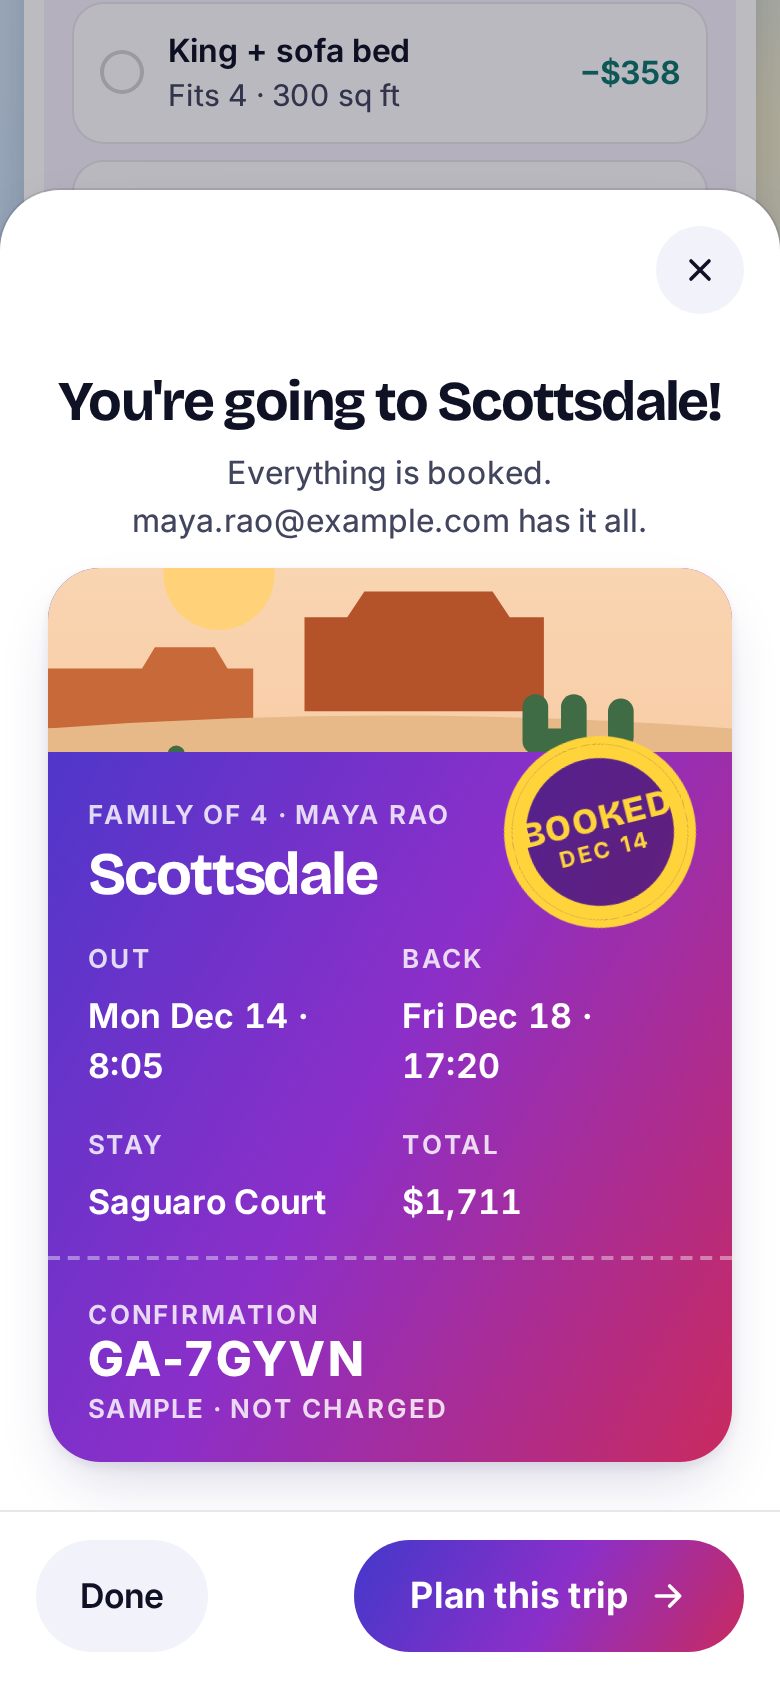 King + sofa bed
Fits 4 · 300 sq ft
−$358
You're going to Scottsdale!
Everything is booked.
maya.rao@example.com has it all.
FAMILY OF 4 · MAYA RAO
Scottsdale
BOOKED
DEC 14
OUT
Mon Dec 14 ·
8:05
BACK
Fri Dec 18 ·
17:20
STAY
Saguaro Court
TOTAL
$1,711
CONFIRMATION
GA-7GYVN
SAMPLE · NOT CHARGED
Done
Plan this trip →